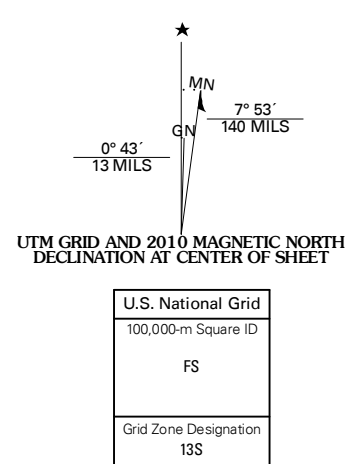 ★
MN
7° 53´
140 MILS
GN
0° 43´
13 MILS
UTM GRID AND 2010 MAGNETIC NORTH
DECLINATION AT CENTER OF SHEET
U.S. National Grid
100,000-m Square ID
FS
Grid Zone Designation
13S